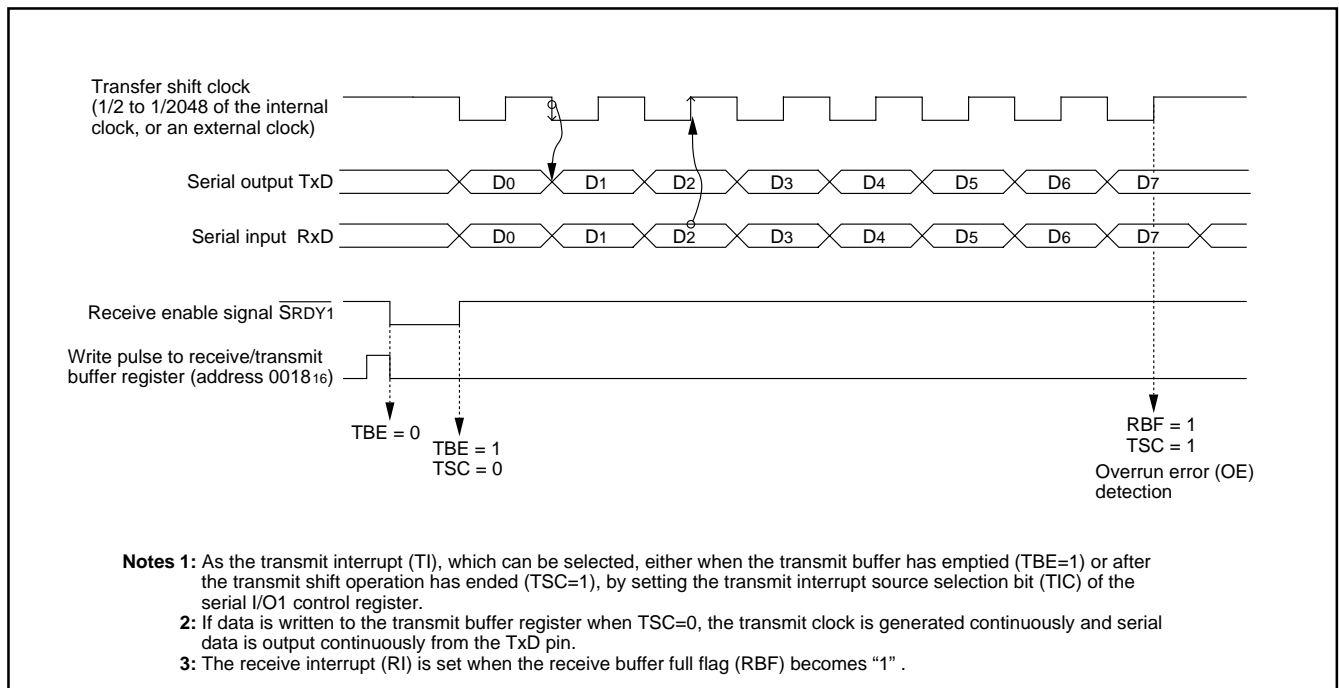 Transfer shift clock
(1/2 to 1/2048 of the internal
clock, or an external clock)
Serial output TxD
D0 D1 D2 D3 D4 D5 D6 D7
Serial input RxD
D0 D1 D2 D3 D4 D5 D6 D7
Receive enable signal SRDY1
Write pulse to receive/transmit
buffer register (address 001816)
TBE = 0
TBE = 1
TSC = 0
RBF = 1
TSC = 1
Overrun error (OE)
detection
Notes 1: As the transmit interrupt (TI), which can be selected, either when the transmit buffer has emptied (TBE=1) or after
the transmit shift operation has ended (TSC=1), by setting the transmit interrupt source selection bit (TIC) of the
serial I/O1 control register.
2: If data is written to the transmit buffer register when TSC=0, the transmit clock is generated continuously and serial
data is output continuously from the TxD pin.
3: The receive interrupt (RI) is set when the receive buffer full flag (RBF) becomes “1” .